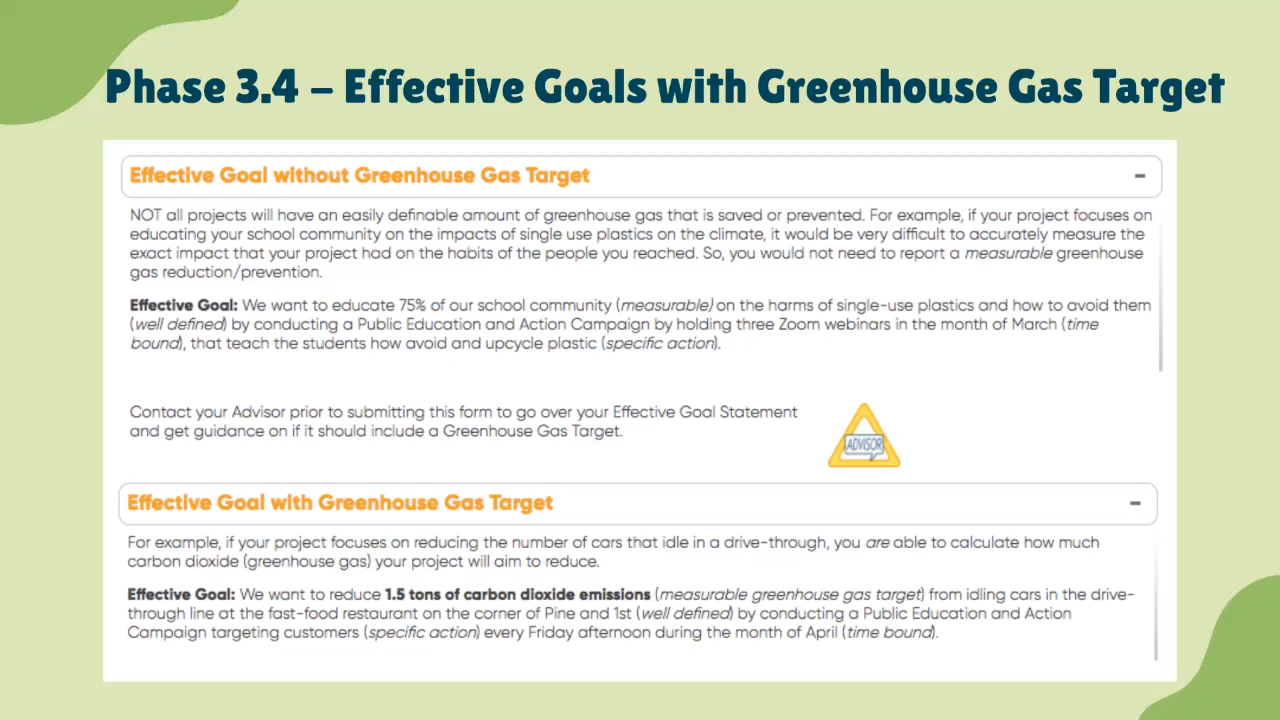 Phase 3.4 – Effective Goals with Greenhouse Gas Target
Effective Goal without Greenhouse Gas Target
NOT all projects will have an easily definable amount of greenhouse gas that is saved or prevented. For example, if your project focuses on
educating your school community on the impacts of single use plastics on the climate, it would be very difficult to accurately measure the
exact impact that your project had on the habits of the people you reached. So, you would not need to report a measurable greenhouse
gas reduction/prevention.
Effective Goal: We want to educate 75% of our school community (measurable) on the harms of single-use plastics and how to avoid them
(well defined) by conducting a Public Education and Action Campaign by holding three Zoom webinars in the month of March (time
bound), that teach the students how avoid and upcycle plastic (specific action).
Contact your Advisor prior to submitting this form to go over your Effective Goal Statement
and get guidance on if it should include a Greenhouse Gas Target.
ADVISOR
Effective Goal with Greenhouse Gas Target
For example, if your project focuses on reducing the number of cars that idle in a drive-through, you are able to calculate how much
carbon dioxide (greenhouse gas) your project will aim to reduce.
Effective Goal: We want to reduce 1.5 tons of carbon dioxide emissions (measurable greenhouse gas target) from idling cars in the drive-
through line at the fast-food restaurant on the corner of Pine and 1st (well defined) by conducting a Public Education and Action
Campaign targeting customers (specific action) every Friday afternoon during the month of April (time bound).